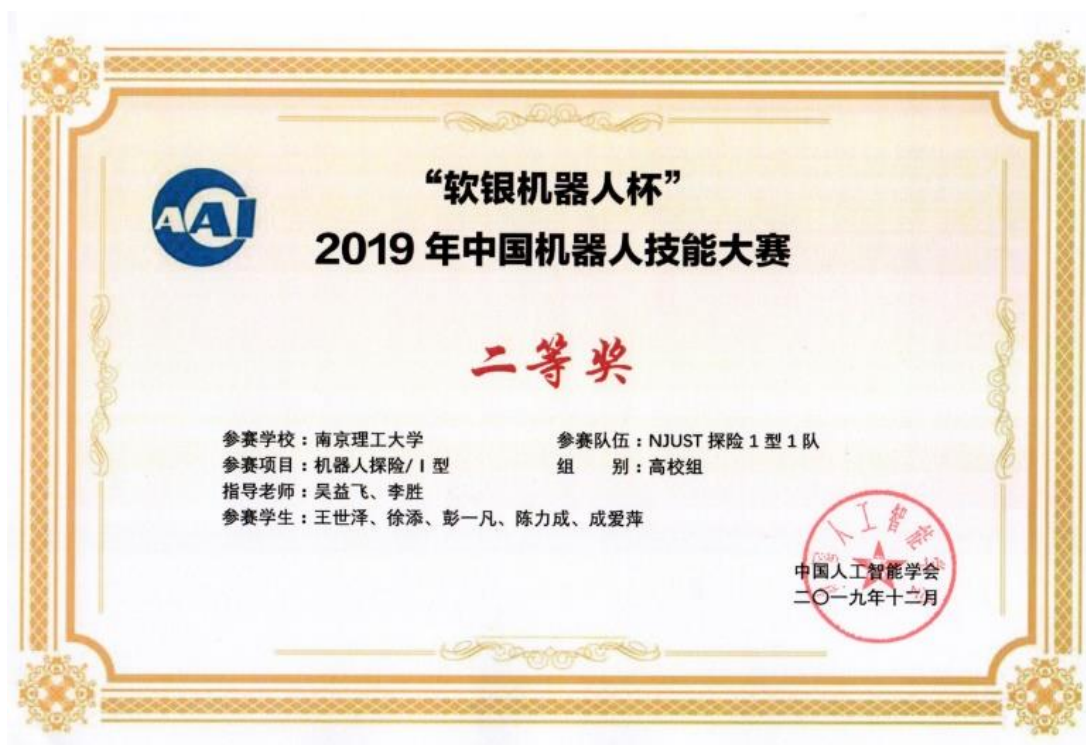 AAI
“软银机器人杯”
2019 年中国机器人技能大赛
二等奖
参赛学校：南京理工大学
参赛队伍：NJUST 探险 1 型 1 队
参赛项目：机器人探险/ I 型
组 别：高校组
指导老师：吴益飞、李胜
参赛学生：王世泽、徐添、彭一凡、陈力成、成爱萍
中国人工智能学会
二〇一九年十二月